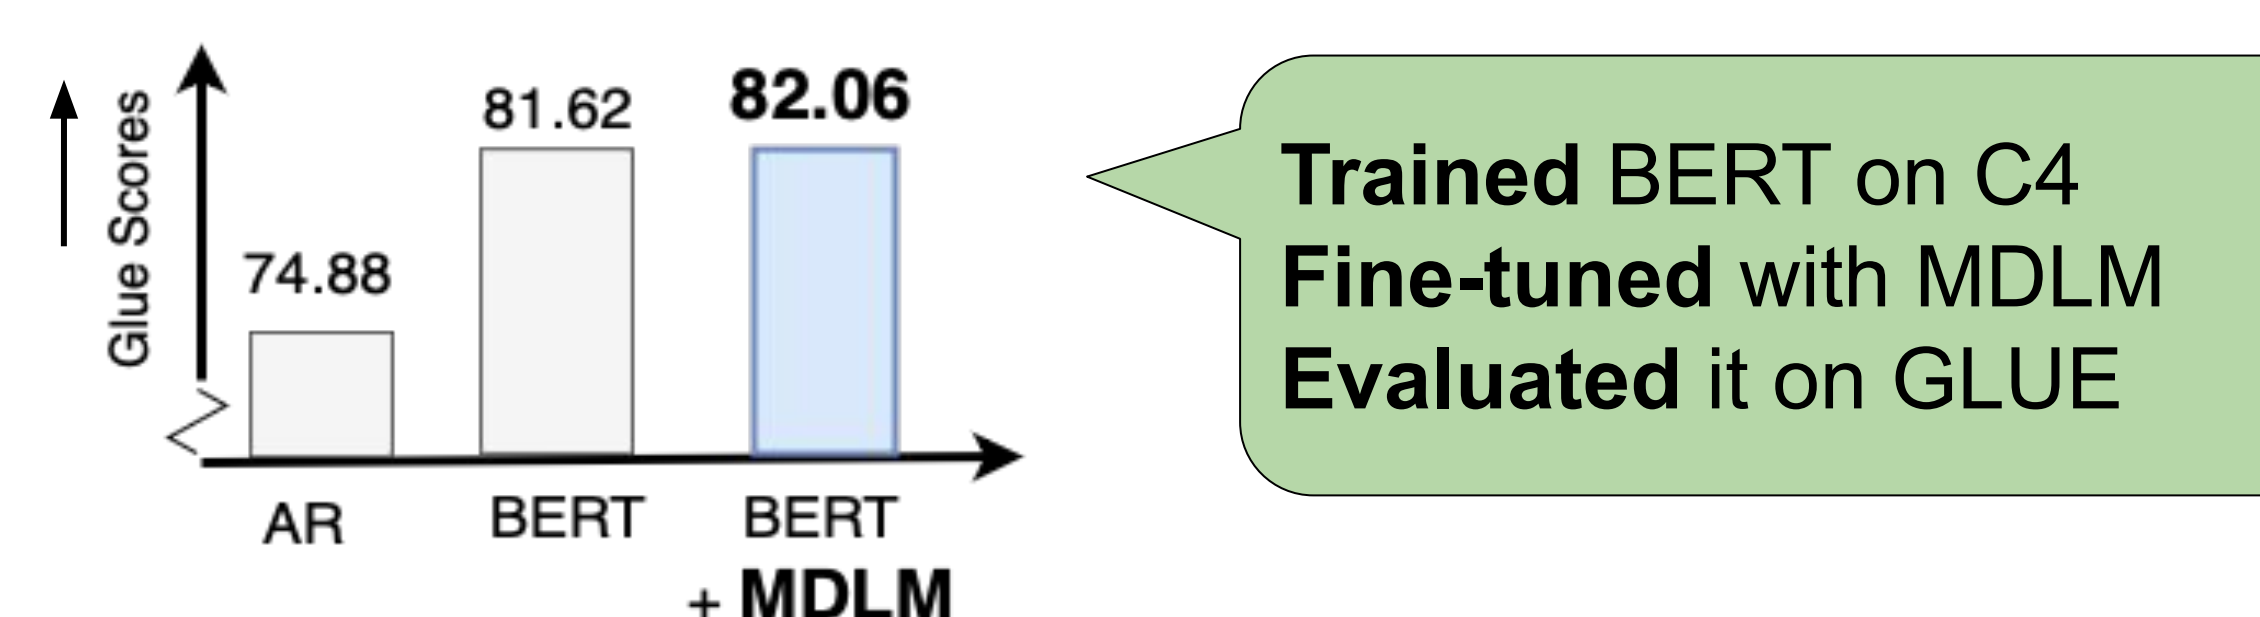 Glue Scores
74.88
81.62
82.06
AR
BERT
BERT
+ MDLM
Trained BERT on C4
Fine-tuned with MDLM
Evaluated it on GLUE